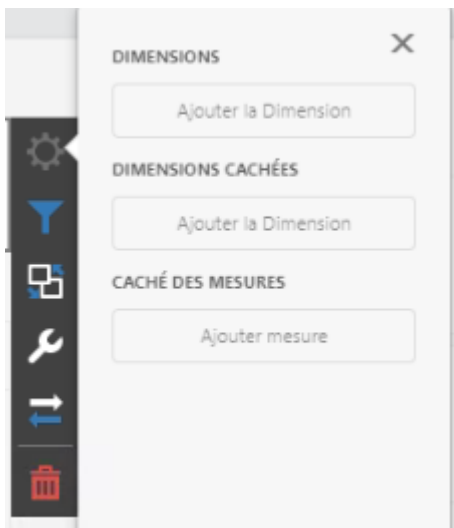 DIMENSIONS
Ajouter la Dimension
DIMENSIONS CACHÉES
Ajouter la Dimension
CACHÉ DES MESURES
Ajouter mesure